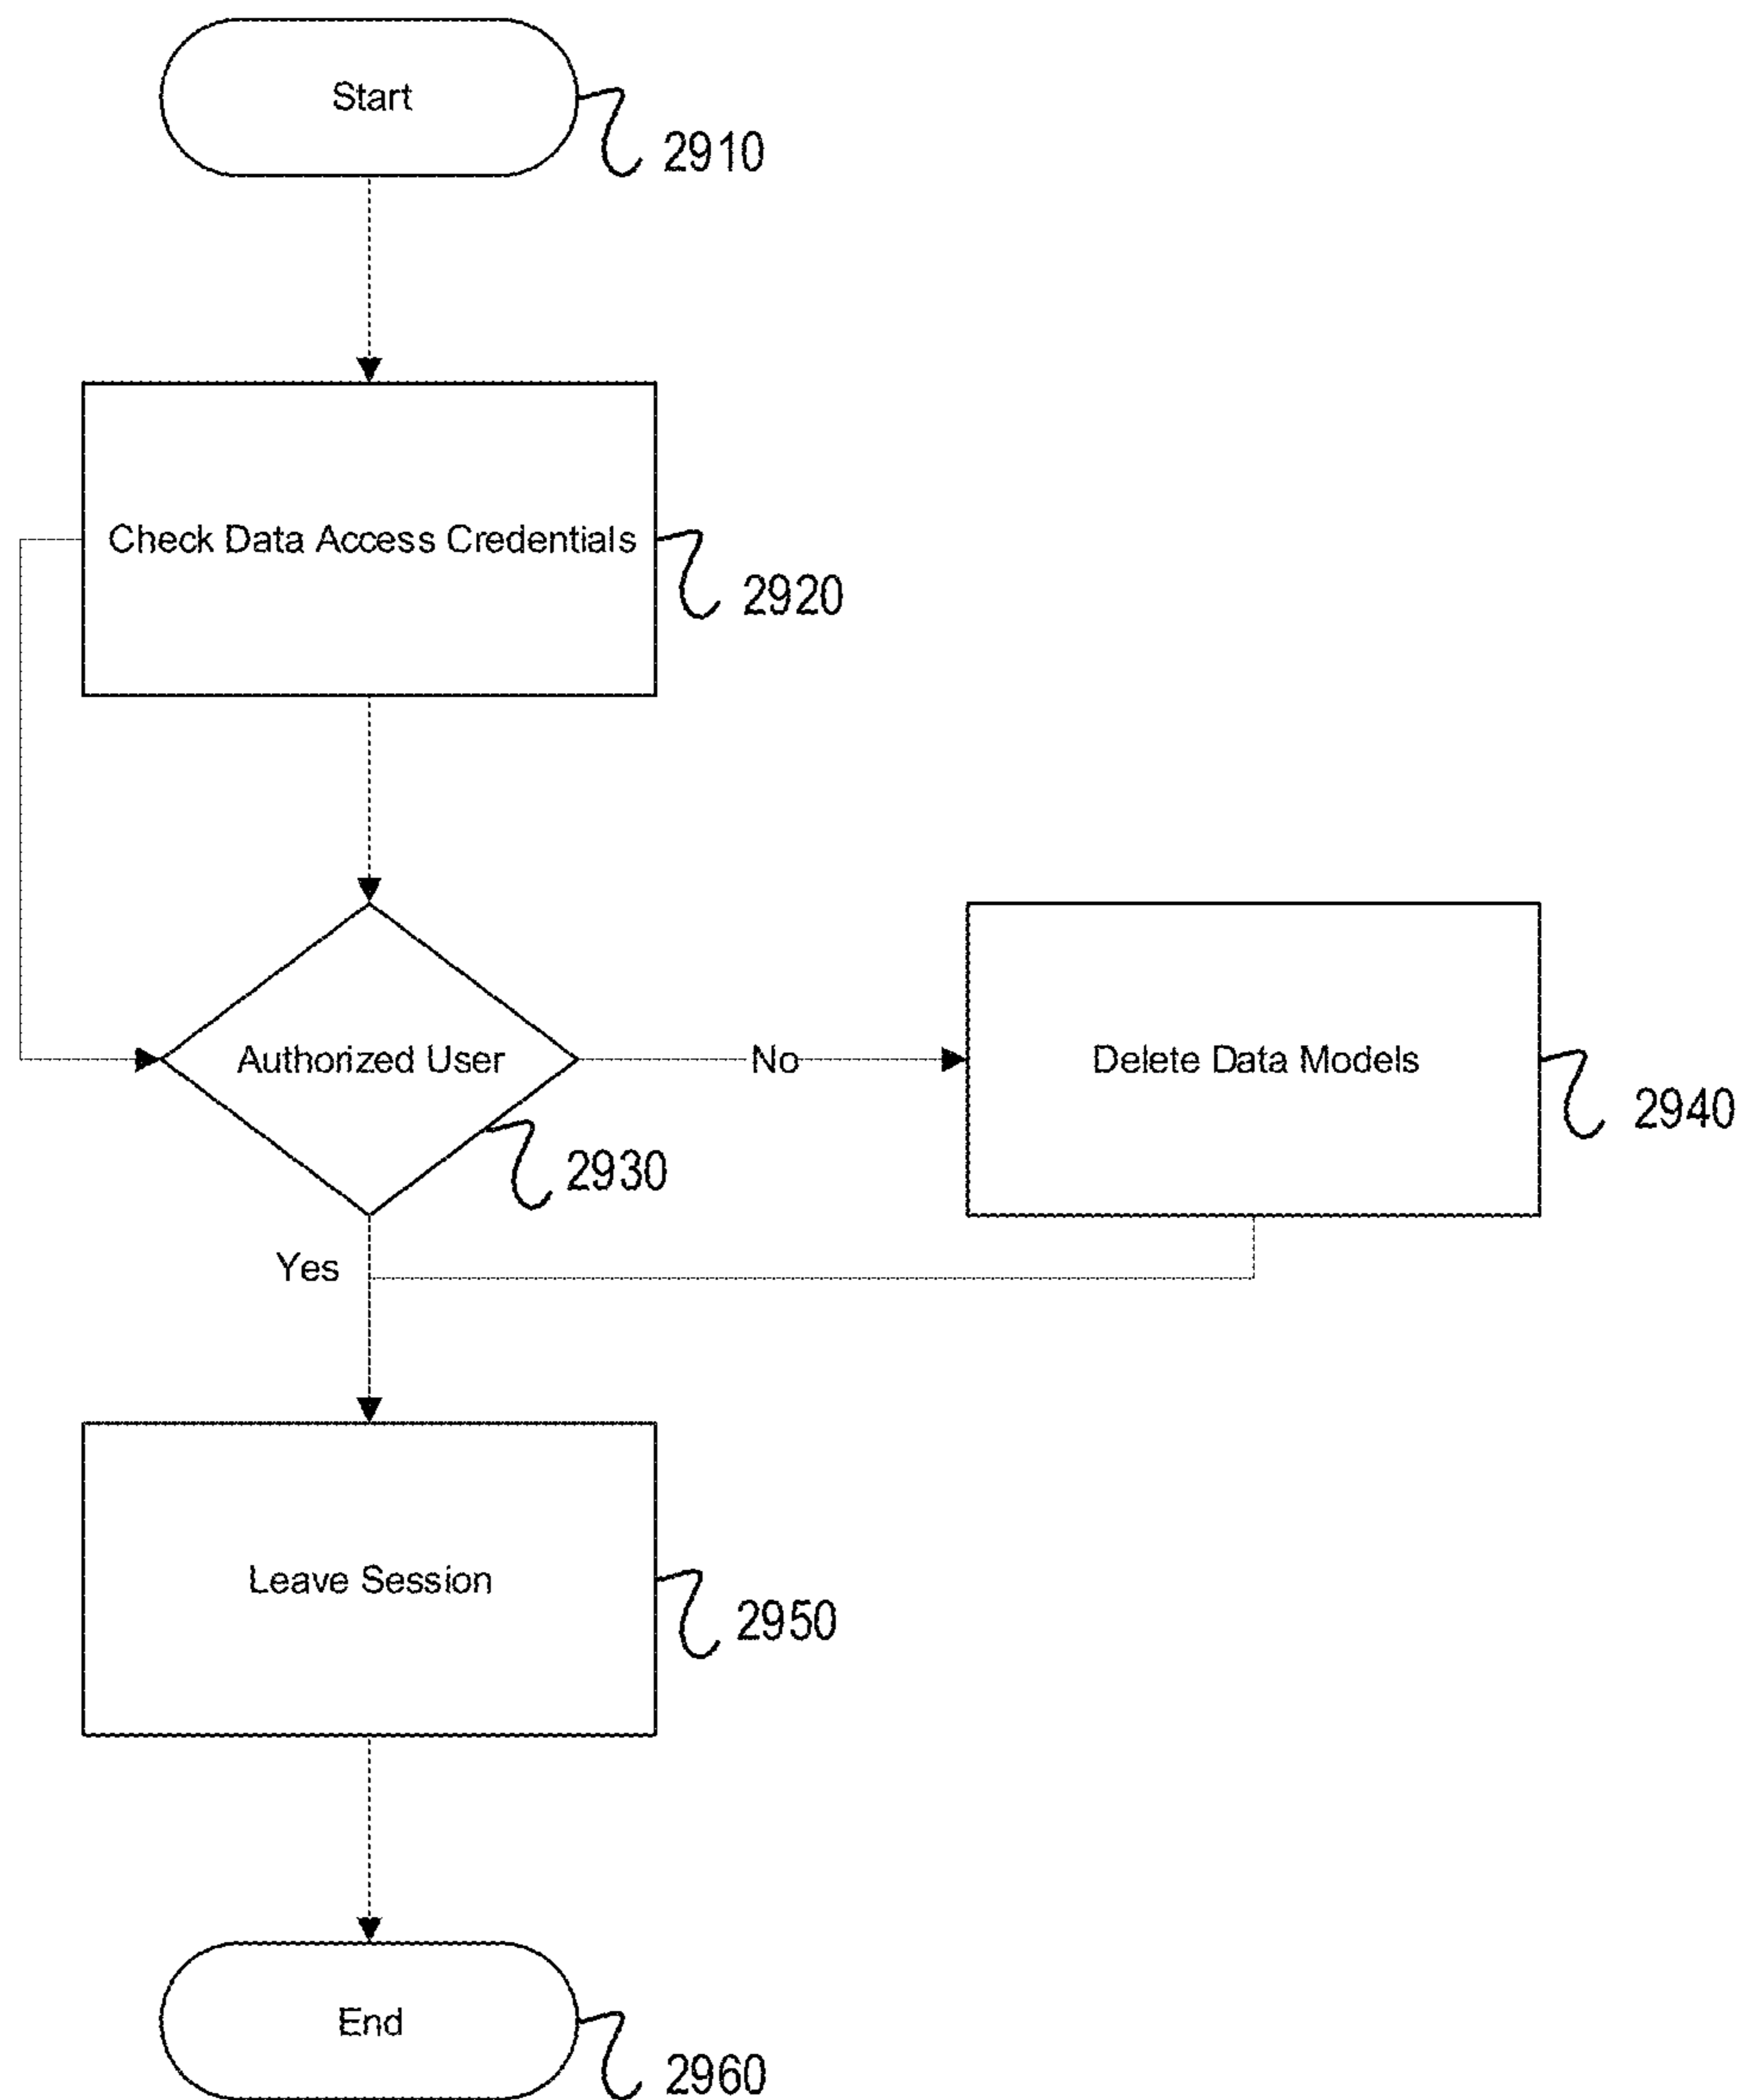 Start
2910
Check Data Access Credentials
2920
Authorized User
No
Delete Data Models
2940
2930
Yes
Leave Session
2950
End
2960